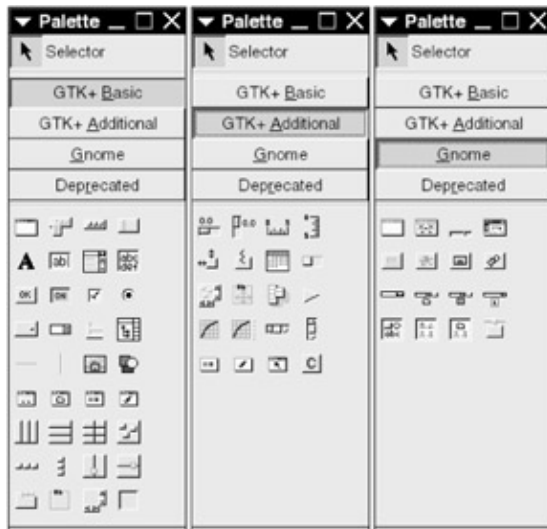 Palette
Selector
GTK+ Basic
GTK+ Additional
Gnome
Deprecated
A
OK
Palette
Selector
GTK+ Basic
GTK+ Additional
Gnome
Deprecated
C
Palette
Selector
GTK+ Basic
GTK+ Additional
Gnome
Deprecated